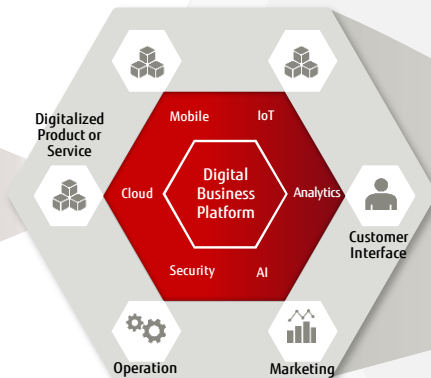 Mobile
IoT
Digitalized
Product or
Service
Digital
Business
Platform
Cloud
Analytics
Customer
Interface
Security
AI
Operation
Marketing